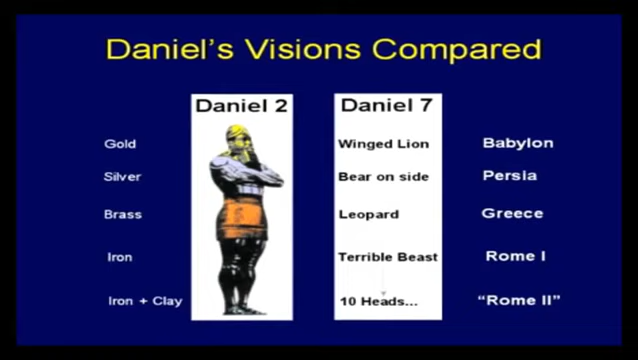 Daniel's Visions Compared
Daniel 2 Daniel 7
Gold Winged Lion Babylon
Silver Bear on side Persia
Brass Leopard Greece
Iron Terrible Beast Rome I
Iron + Clay 10 Heads... "Rome II"